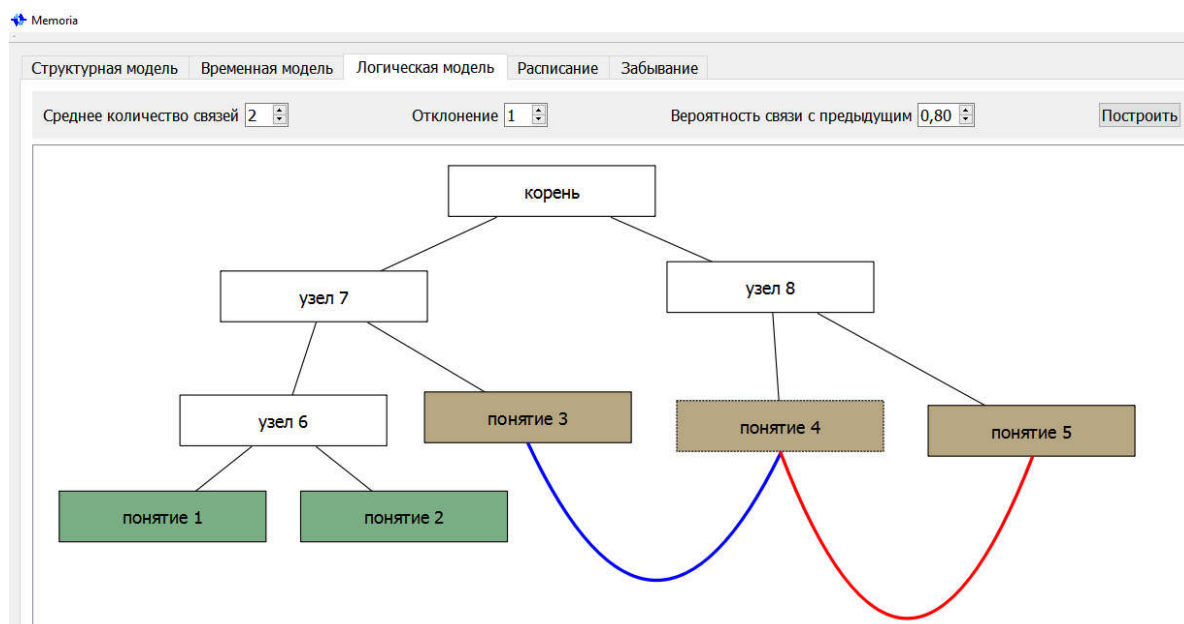 Memoria
Структурная модель Временная модель Логическая модель Расписание Забывание
Среднее количество связей 2 Отклонение 1 Вероятность связи с предыдущим 0,80 Построить
корень
узел 7 узел 8
узел 6 понятие 3 понятие 4 понятие 5
понятие 1 понятие 2